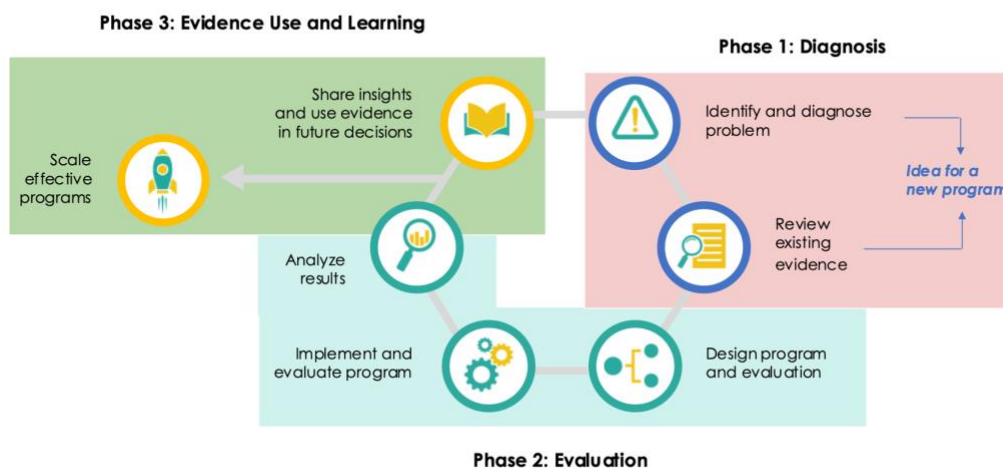 Phase 3: Evidence Use and Learning
Phase 1: Diagnosis
Share insights
and use evidence
in future decisions
Identify and diagnose
problem
Scale
effective
programs
Idea for a
new program
Review
existing
evidence
Analyze
results
Implement and
evaluate program
Design program
and evaluation
Phase 2: Evaluation